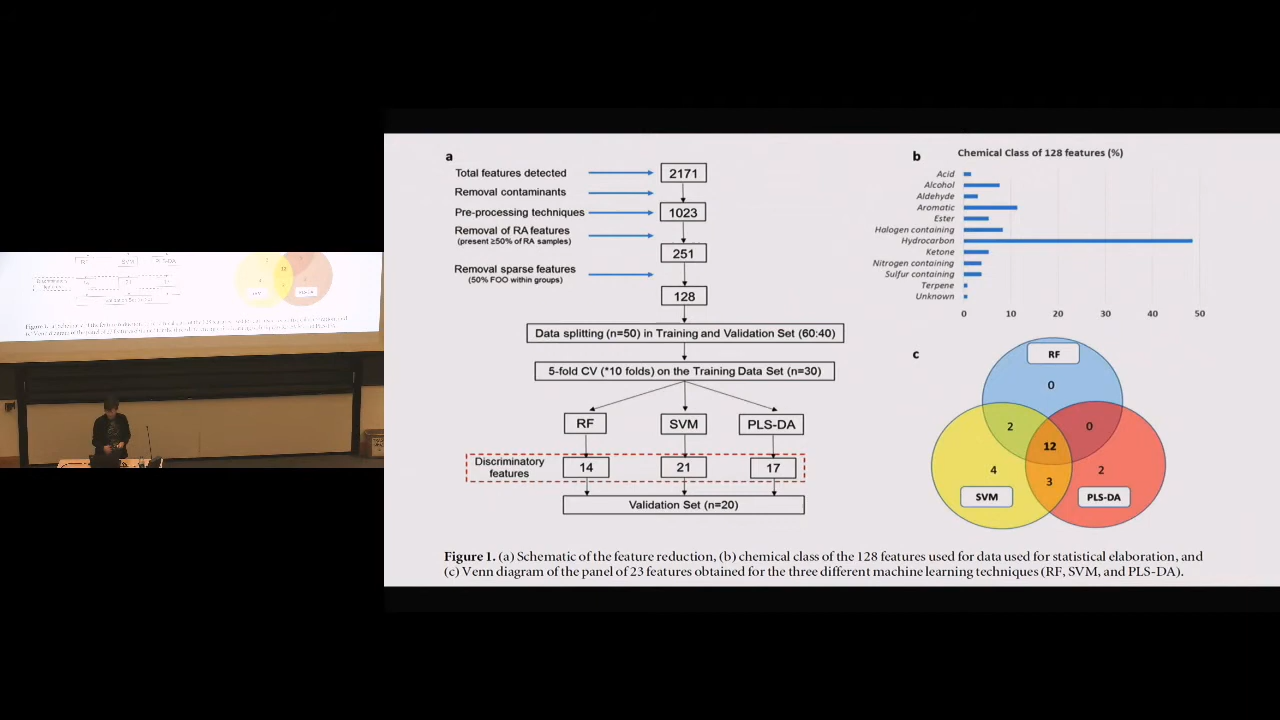 a
Total features detected
2171
Removal contaminants
Pre-processing techniques
1023
Removal of RA features
(present ≥50% of RA samples)
251
Removal sparse features
(50% FOO within groups)
128
Data splitting (n=50) in Training and Validation Set (60:40)
5-fold CV (*10 folds) on the Training Data Set (n=30)
RF
SVM
PLS-DA
Discriminatory
features
14
21
17
Validation Set (n=20)
b
Chemical Class of 128 features (%)
Acid
Alcohol
Aldehyde
Aromatic
Ester
Halogen containing
Hydrocarbon
Ketone
Nitrogen containing
Sulfur containing
Terpene
Unknown
0 10 20 30 40 50
c
RF
0
2
0
12
4
3
2
SVM
PLS-DA
Figure 1. (a) Schematic of the feature reduction, (b) chemical class of the 128 features used for data used for statistical elaboration, and
(c) Venn diagram of the panel of 23 features obtained for the three different machine learning techniques (RF, SVM, and PLS-DA).